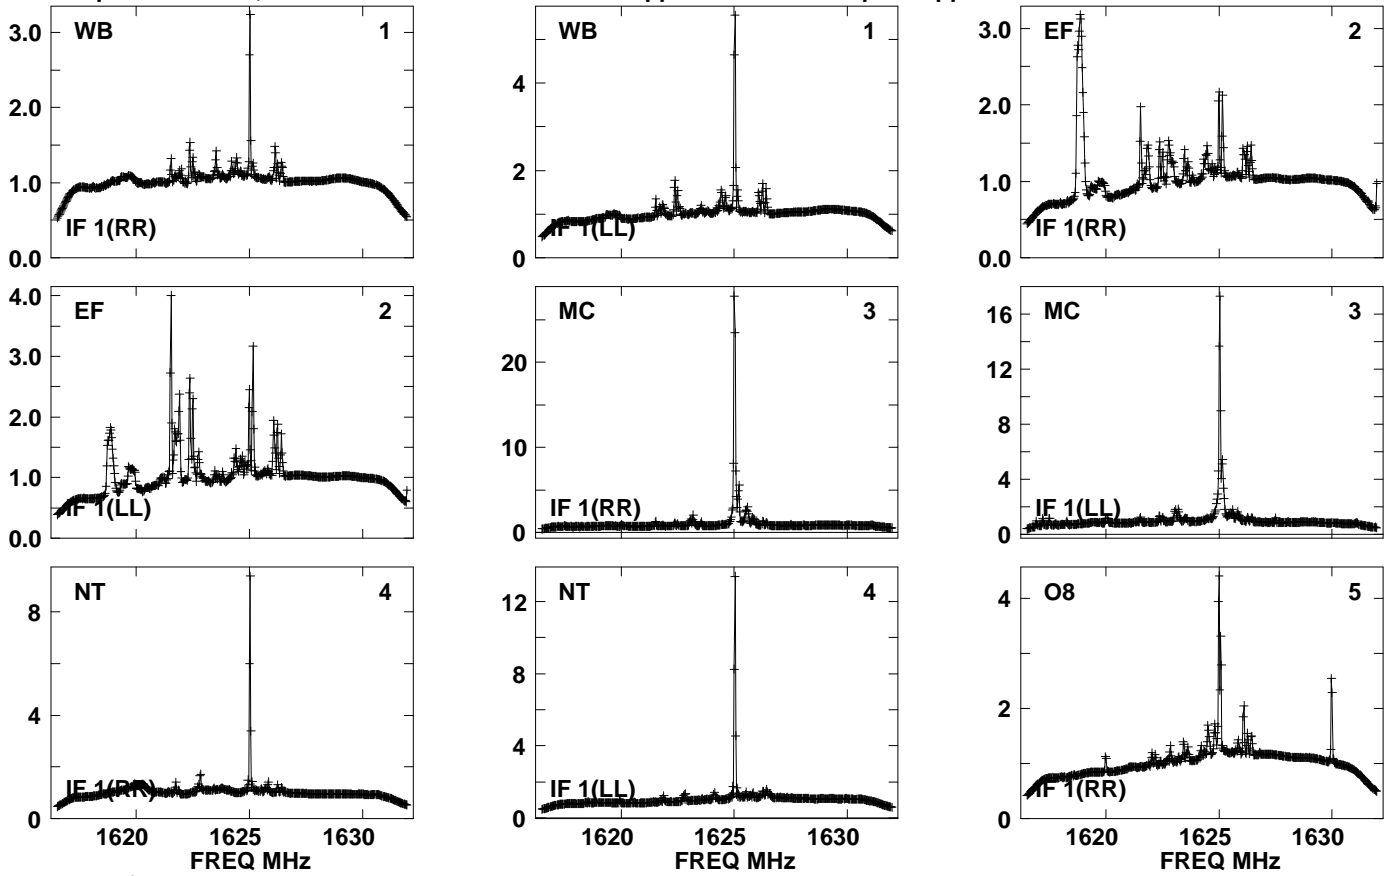 WB 1
3.0
2.0
1.0
0.0
IF 1(RR)
WB 1
4
2
0
IF 1(LL)
EF 2
3.0
2.0
1.0
0.0
IF 1(RR)
EF 2
4.0
3.0
2.0
1.0
0.0
IF 1(LL)
MC 3
20
10
0
IF 1(RR)
MC 3
16
12
8
4
0
IF 1(LL)
NT 4
8
4
0
IF 1(RR)
1620 1625 1630
FREQ MHz
NT 4
12
8
4
0
IF 1(LL)
1620 1625 1630
FREQ MHz
O8 5
4
2
0
IF 1(RR)
1620 1625 1630
FREQ MHz